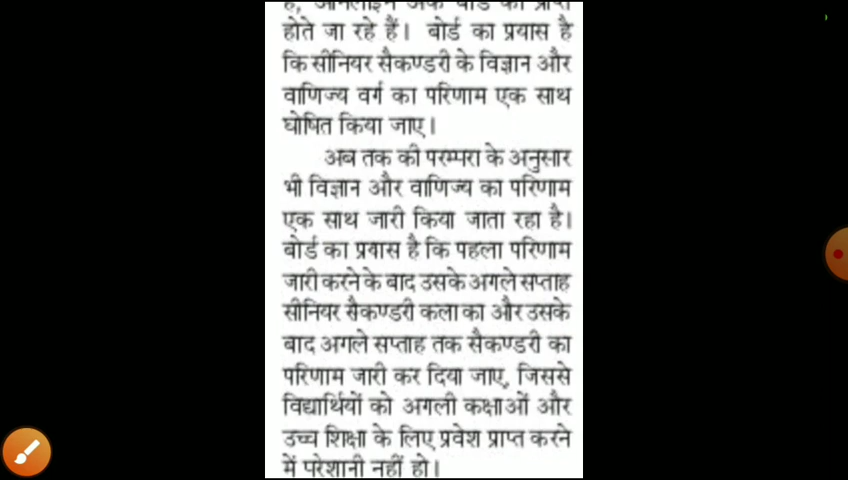 है, ऑनलाइन अंक बोर्ड को प्राप्त
होते जा रहे हैं। बोर्ड का प्रयास है
कि सीनियर सैकण्डरी के विज्ञान और
वाणिज्य वर्ग का परिणाम एक साथ
घोषित किया जाए।
अब तक की परम्परा के अनुसार
भी विज्ञान और वाणिज्य का परिणाम
एक साथ जारी किया जाता रहा है।
बोर्ड का प्रयास है कि पहला परिणाम
जारी करने के बाद उसके अगले सप्ताह
सीनियर सैकण्डरी कला का और उसके
बाद अगले सप्ताह तक सैकण्डरी का
परिणाम जारी कर दिया जाए, जिससे
विद्यार्थियों को अगली कक्षाओं और
उच्च शिक्षा के लिए प्रवेश प्राप्त करने
में परेशानी नहीं हो।